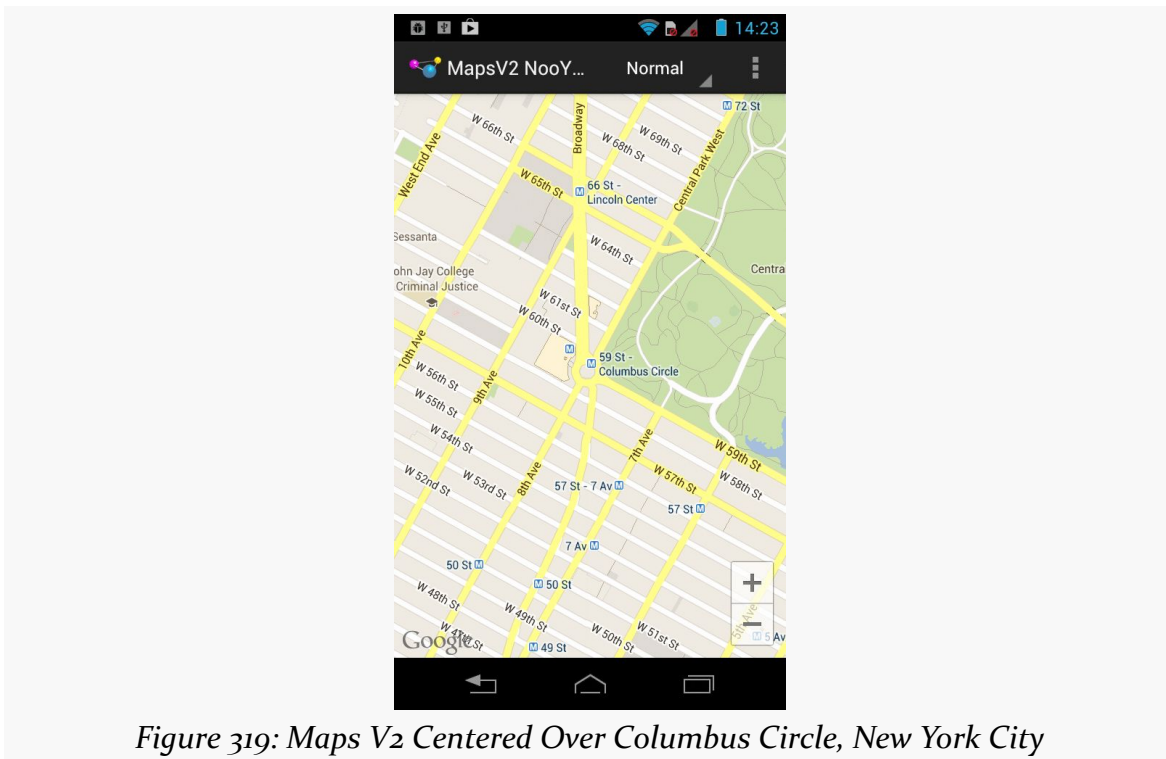 14:23
MapsV2 NooY... Normal
72 St
W 66th St
Broadway
W 69th St
W 68th St
Central Park West
West End Ave
W 65th St
66 St -
Lincoln Center
W 64th St
Sessanta
Centra
ohn Jay College
Criminal Justice
W 61st St
W 60th St
10th Ave
59 St -
Columbus Circle
W 56th St
9th Ave
W 55th St
W 54th St
7th Ave
W 59th St
W 52nd St
W 53rd St
8th Ave
W 57th St
W 58th St
57 St - 7 Av
57 St
7 Av
50 St
50 St
W 48th St
W 49th St
5th Ave
W 50th St
W 51st St
5 Av
Google
49 St
Figure 319: Maps V2 Centered Over Columbus Circle, New York City